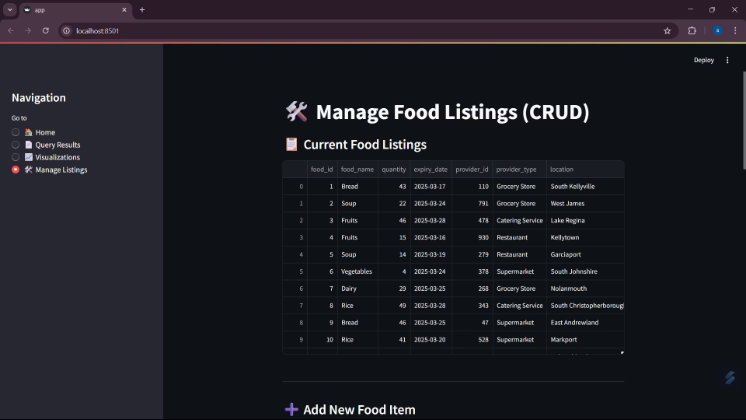 app
localhost:8501
Deploy
Navigation
Go to
Home
Query Results
Visualizations
Manage Listings
Manage Food Listings (CRUD)
Current Food Listings
food_id food_name quantity expiry_date provider_id provider_type location
0 1 Bread 43 2025-03-17 110 Grocery Store South Kellyville
1 2 Soup 22 2025-03-24 791 Grocery Store West James
2 3 Fruits 46 2025-03-28 478 Catering Service Lake Regina
3 4 Fruits 15 2025-03-16 930 Restaurant Kellytown
4 5 Soup 14 2025-03-19 279 Restaurant Garciaport
5 6 Vegetables 4 2025-03-24 378 Supermarket South Johnshire
6 7 Dairy 29 2025-03-25 268 Grocery Store Nolanmouth
7 8 Rice 49 2025-03-28 343 Catering Service South Christopherboroug
8 9 Bread 46 2025-03-25 47 Supermarket East Andrewland
9 10 Rice 41 2025-03-20 528 Supermarket Markport
Add New Food Item